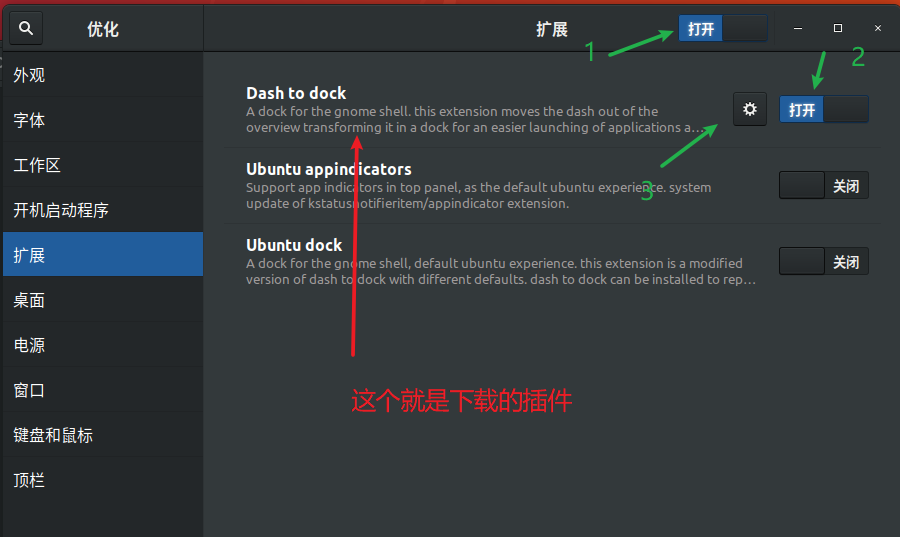 优化
扩展
打开
1
2
外观
字体
工作区
开机启动程序
扩展
桌面
电源
窗口
键盘和鼠标
顶栏
Dash to dock
A dock for the gnome shell. this extension moves the dash out of the
overview transforming it in a dock for an easier launching of applications a…
打开
3
Ubuntu appindicators
Support app indicators in top panel, as the default ubuntu experience. system
update of kstatusnotifieritem/appindicator extension.
关闭
Ubuntu dock
A dock for the gnome shell, default ubuntu experience. this extension is a modified
version of dash to dock with different defaults. dash to dock can be installed to rep…
关闭
这个就是下载的插件